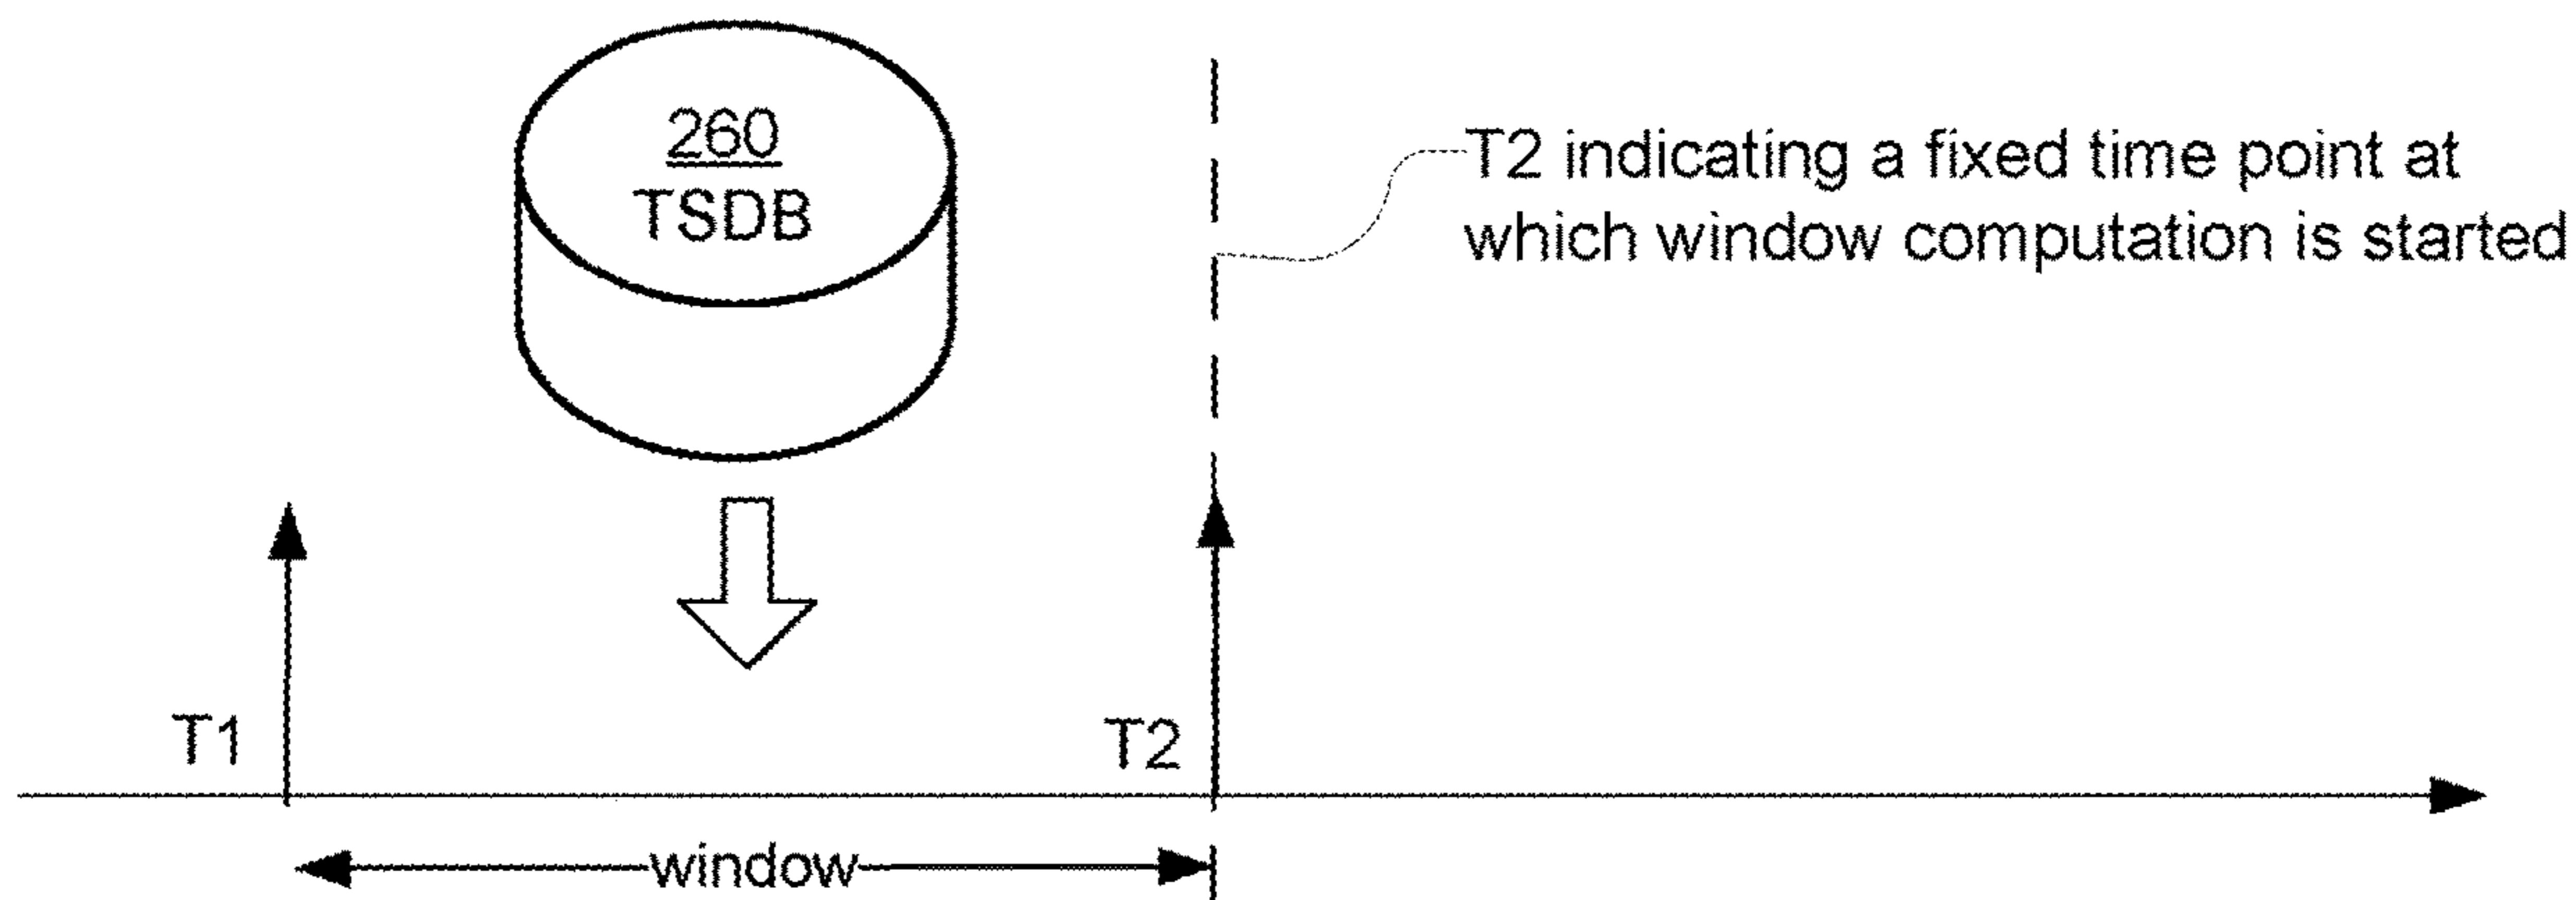 260
TSDB
T2 indicating a fixed time point at
which window computation is started
T1
T2
window